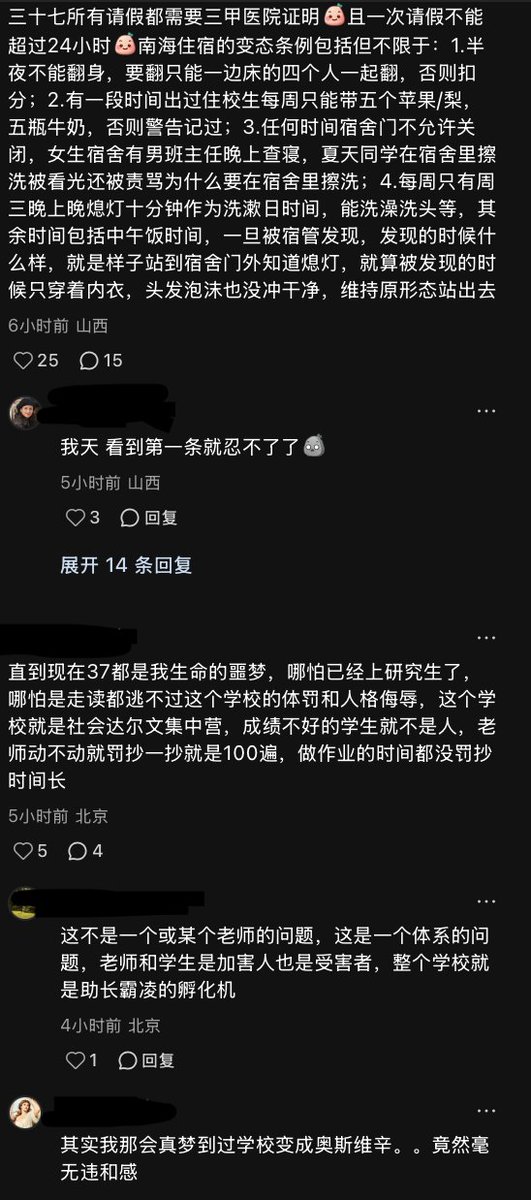 三十七所有请假都需要三甲医院证明且一次请假不能
超过24小时南海住宿的变态条例包括但不限于：1.半
夜不能翻身，要翻只能一边床的四个人一起翻，否则扣
分；2.有一段时间出过住校生每周只能带五个苹果/梨，
五瓶牛奶，否则警告记过；3.任何时间宿舍门不允许关
闭，女生宿舍有男班主任晚上查寝，夏天同学在宿舍里擦
洗被看光还被责骂为什么要在宿舍里擦洗；4.每周只有周
三晚上晚熄灯十分钟作为洗漱日时间，能洗澡洗头等，其
余时间包括中午饭时间，一旦被宿管发现，发现的时候什
么样，就是样子站到宿舍门外知道熄灯，就算被发现的时
候只穿着内衣，头发泡沫也没冲干净，维持原形态站出去
6小时前 山西
25 15
我天 看到第一条就忍不了了
5小时前 山西
3 回复
展开 14 条回复
直到现在37都是我生命的噩梦，哪怕已经上研究生了，
哪怕是走读都逃不过这个学校的体罚和人格侮辱，这个学
校就是社会达尔文集中营，成绩不好的学生就不是人，老
师动不动就罚抄一抄就是100遍，做作业的时间都没罚抄
时间长
5小时前 北京
5 4
这不是一个或某个老师的问题，这是一个体系的问
题，老师和学生是加害人也是受害者，整个学校就
是助长霸凌的孵化机
4小时前 北京
1 回复
其实我那会真梦到过学校变成奥斯维辛。。竟然毫
无违和感